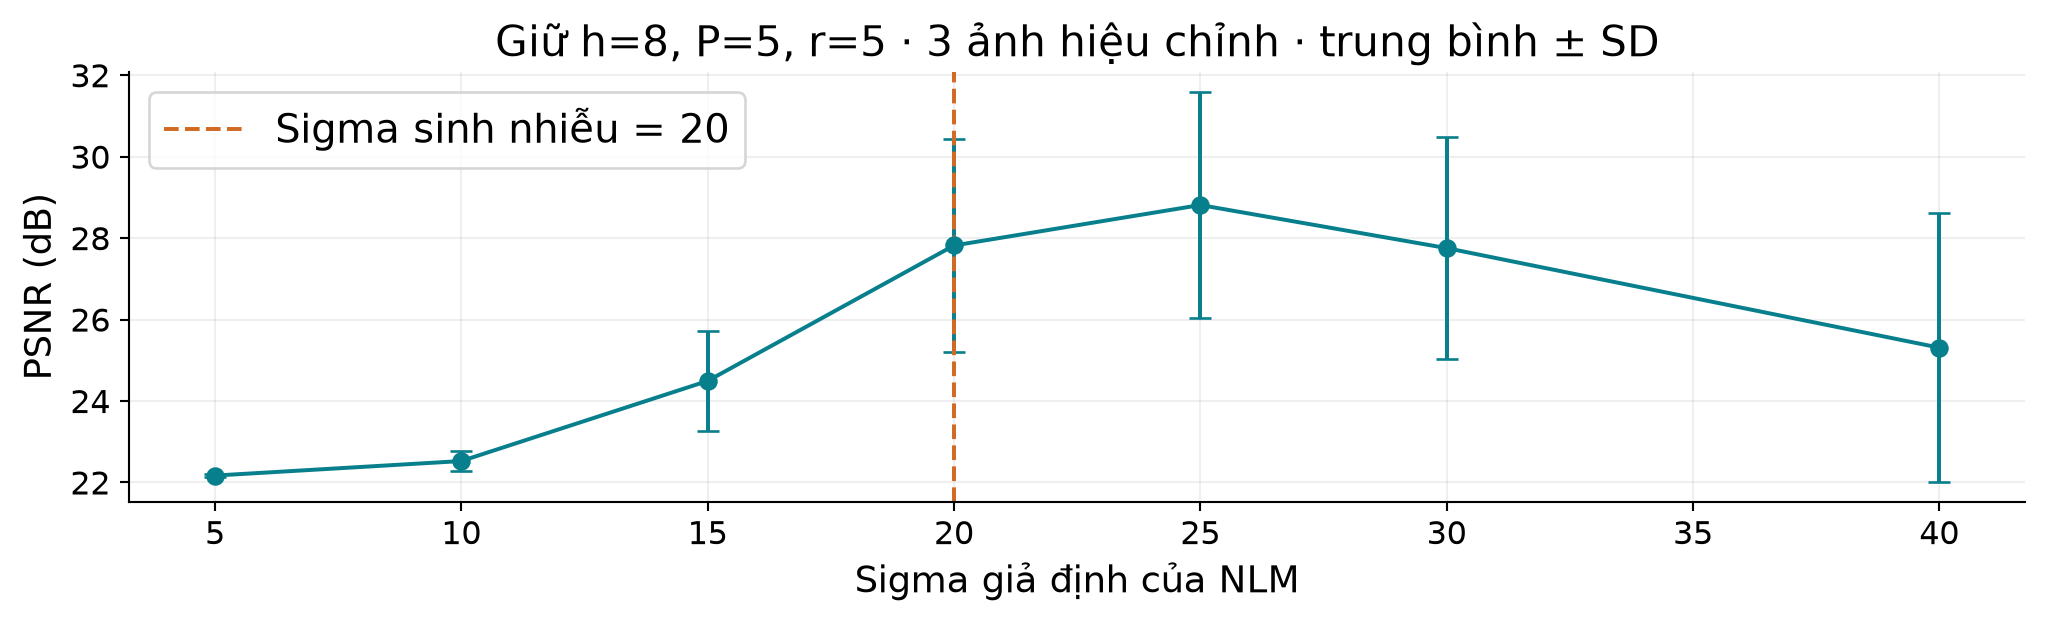 Giữ h=8, P=5, r=5 · 3 ảnh hiệu chỉnh · trung bình ± SD
Sigma sinh nhiễu = 20
PSNR (dB)
32
30
28
26
24
22
5 10 15 20 25 30 35 40
Sigma giả định của NLM